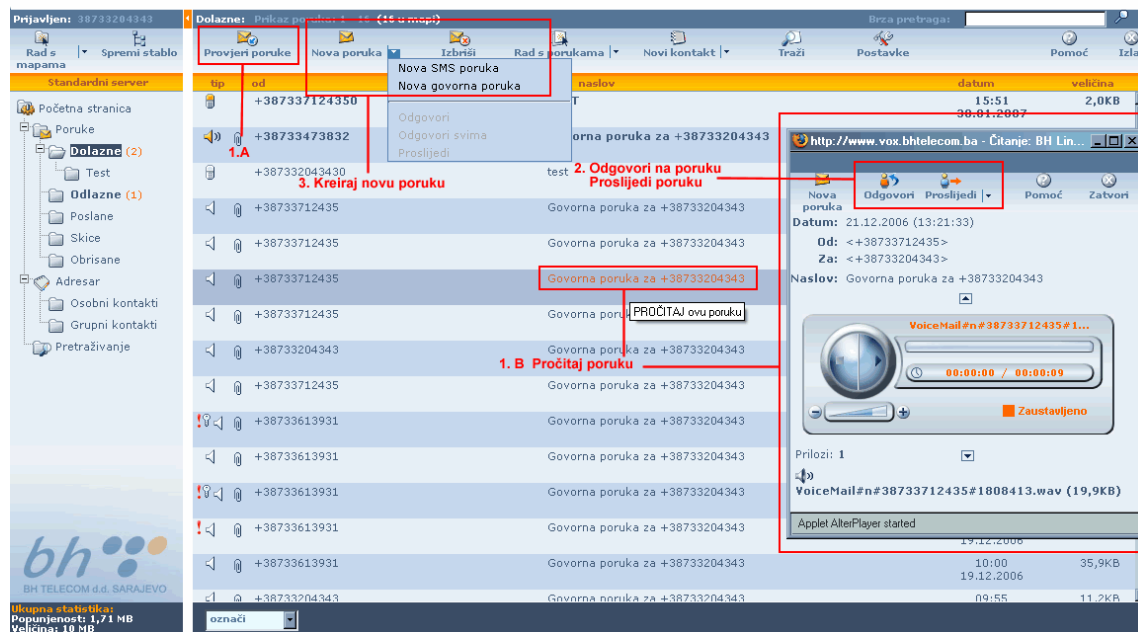 Prijavljen: 38733204343
Dolazne: Prikaz poruka: 1 - 16 (16 u mapi)
Brza pretraga:
Rad s mapama
Spremi stablo
Provjeri poruke
Nova poruka
Izbriši
Rad s porukama
Novi kontakt
Traži
Postavke
Pomoć
Izla
Nova SMS poruka
Nova govorna poruka
Odgovori
Odgovori svima
Proslijedi
Standardni server
Početna stranica
Poruke
Dolazne (2)
Test
Odlazne (1)
Poslane
Skice
Obrisane
Adresar
Osobni kontakti
Grupni kontakti
Pretraživanje
bh
BH TELECOM d.d. SARAJEVO
Ukupna statistika:
Popunjenost: 1,71 MB
Veličina: 10 MB
tip od naslov datum veličina
+387337124350 T 15:51 2,0KB
30.01.2007
+38733473832 orna poruka za +38733204343
1.A
3. Kreiraj novu poruku
2. Odgovori na poruku
Proslijedi poruku
+387332043430 test
+38733712435 Govorna poruka za +38733204343
+38733712435 Govorna poruka za +38733204343
+38733712435 Govorna poruka za +38733204343
PROČITAJ ovu poruku
+38733712435 Govorna poru
+38733204343 Govorna poruka za +38733204343
1. B Pročitaj poruku
+38733712435 Govorna poruka za +38733204343
+38733613931 Govorna poruka za +38733204343
+38733613931 Govorna poruka za +38733204343
+38733613931 Govorna poruka za +38733204343
+38733613931 Govorna poruka za +38733204343
19.12.2006
+38733204343 Govorna poruka za +38733204343 10:00 35,9KB
19.12.2006
+38733204343 Govorna poruka za +38733204343 09:55 11,2KB
označi
http://www.vox.bhtelecom.ba - Čitanje: BH Lin...
Nova poruka
Odgovori
Proslijedi
Pomoć
Zatvori
Datum: 21.12.2006 (13:21:33)
Od: <+38733712435>
Za: <+38733204343>
Naslov: Govorna poruka za +38733204343
VoiceMail#n#38733712435#1...
00:00:00 / 00:00:09
Zaustavljeno
Prilozi: 1
VoiceMail#n#38733712435#1808413.wav (19,9KB)
Applet AlterPlayer started